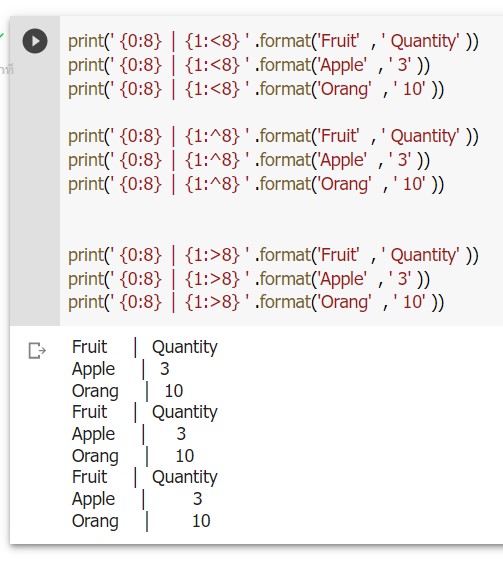 print(' {0:8} | {1:<8} ' .format('Fruit' , ' Quantity' ))
print(' {0:8} | {1:<8} ' .format('Apple' , ' 3' ))
print(' {0:8} | {1:<8} ' .format('Orang' , ' 10' ))
print(' {0:8} | {1:^8} ' .format('Fruit' , ' Quantity' ))
print(' {0:8} | {1:^8} ' .format('Apple' , ' 3' ))
print(' {0:8} | {1:^8} ' .format('Orang' , ' 10' ))
print(' {0:8} | {1:>8} ' .format('Fruit' , ' Quantity' ))
print(' {0:8} | {1:>8} ' .format('Apple' , ' 3' ))
print(' {0:8} | {1:>8} ' .format('Orang' , ' 10' ))
Fruit | Quantity
Apple | 3
Orang | 10
Fruit | Quantity
Apple | 3
Orang | 10
Fruit | Quantity
Apple | 3
Orang | 10